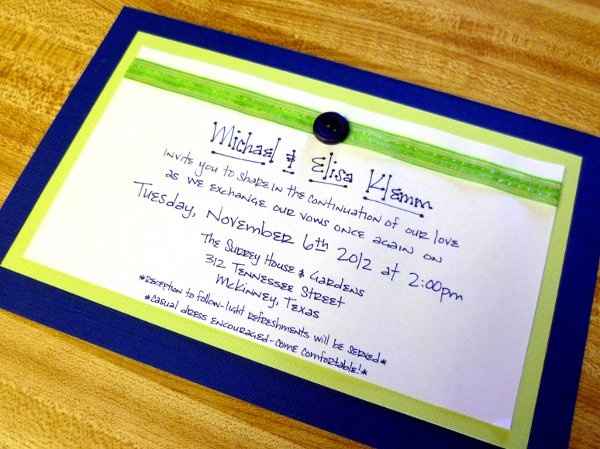 Michael & Elisa Klemm
invite you to share in the continuation of our love
as we exchange our vows once again on
Tuesday, November 6th 2012 at 2:00pm
The Surrey House & Gardens
312 Tennessee Street
McKinney, Texas
*Reception to follow-light refreshments will be served*
*Casual dress encouraged-come comfortable!*